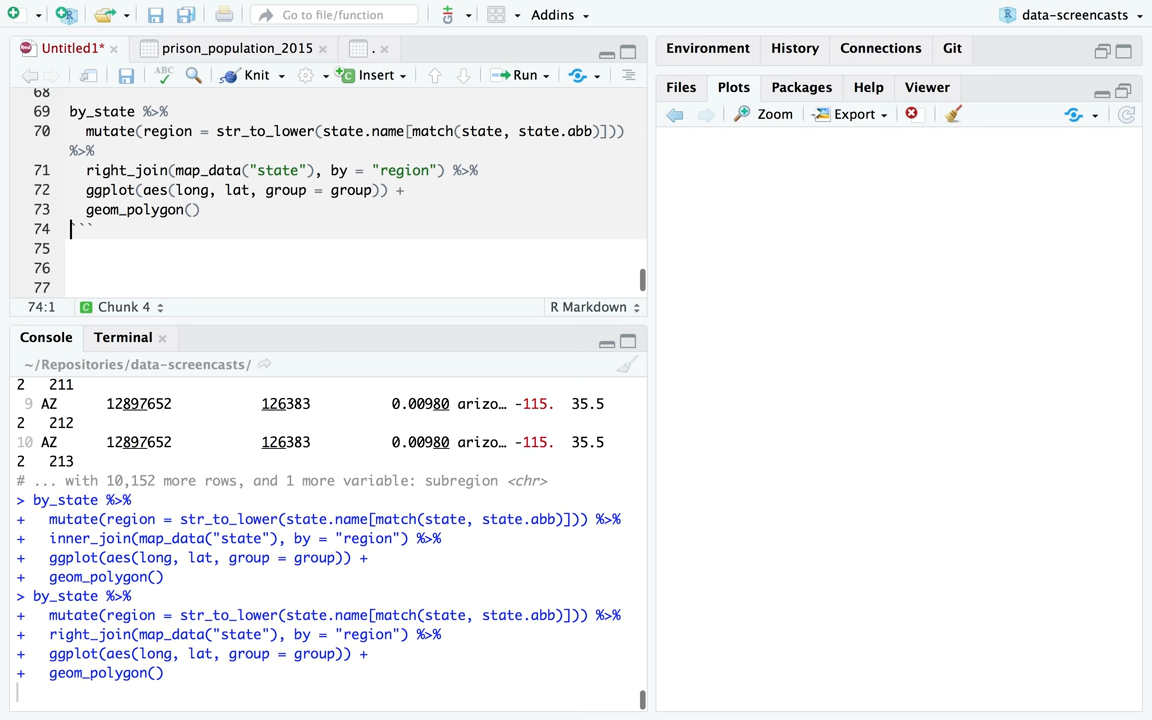 Go to file/function
Addins
data-screencasts
Untitled1*
prison_population_2015
.
ABC
Knit
Insert
Run
68
69 by_state %>%
70 mutate(region = str_to_lower(state.name[match(state, state.abb)]))
%>%
71 right_join(map_data("state"), by = "region") %>%
72 ggplot(aes(long, lat, group = group)) +
73 geom_polygon()
74 ```
75
76
77
74:1 Chunk 4 R Markdown
Console Terminal
~/Repositories/data-screencasts/
2 211
9 AZ 12897652 126383 0.00980 arizo… -115. 35.5
2 212
10 AZ 12897652 126383 0.00980 arizo… -115. 35.5
2 213
# ... with 10,152 more rows, and 1 more variable: subregion <chr>
> by_state %>%
+ mutate(region = str_to_lower(state.name[match(state, state.abb)])) %>%
+ inner_join(map_data("state"), by = "region") %>%
+ ggplot(aes(long, lat, group = group)) +
+ geom_polygon()
> by_state %>%
+ mutate(region = str_to_lower(state.name[match(state, state.abb)])) %>%
+ right_join(map_data("state"), by = "region") %>%
+ ggplot(aes(long, lat, group = group)) +
+ geom_polygon()
Environment History Connections Git
Files Plots Packages Help Viewer
Zoom Export